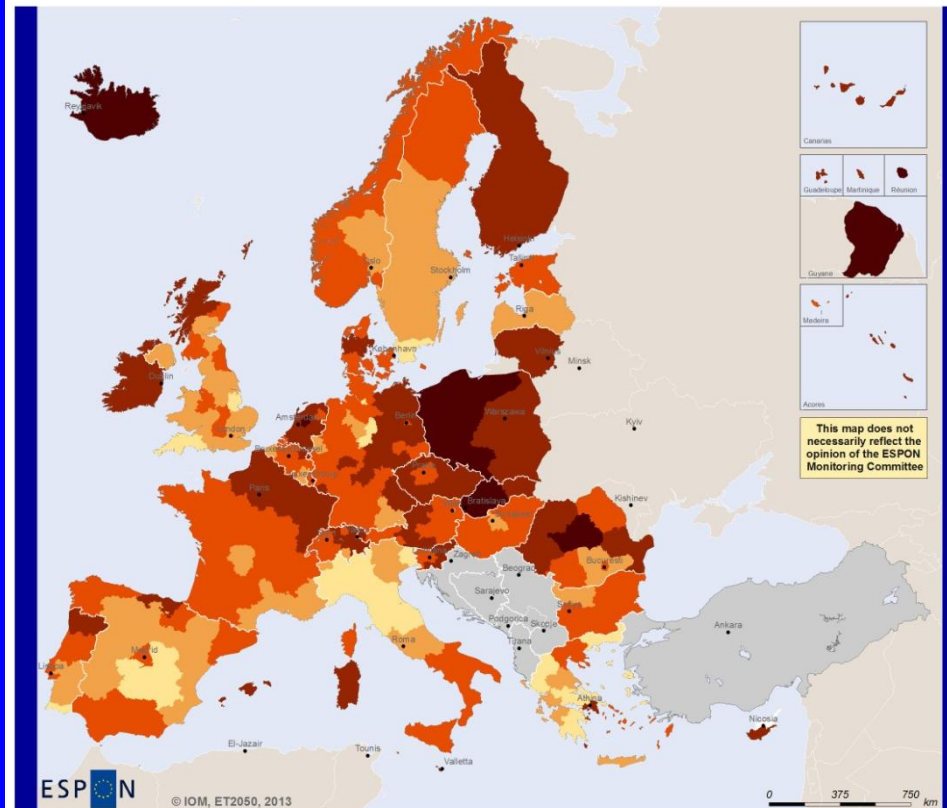 Reykjavik
Canarias
Guadeloupe
Martinique
Réunion
Guyane
Madeira
Acores
This map does not
necessarily reflect the
opinion of the ESPON
Monitoring Committee
Oslo
Stockholm
Helsinki
Tallinn
Riga
København
Vilnius
Minsk
Dublin
London
Amsterdam
Berlin
Warszawa
Kyiv
Paris
Bratislava
Kishinev
Ljubljana
Zagreb
Beograd
Bucuresti
Sarajevo
Podgorica
Skopje
Sofiya
Tirana
Roma
Madrid
Lisboa
Ankara
Athina
Nicosia
El-Jazair
Tounis
Valletta
ESPON
© IOM, ET2050, 2013
0 375 750
km